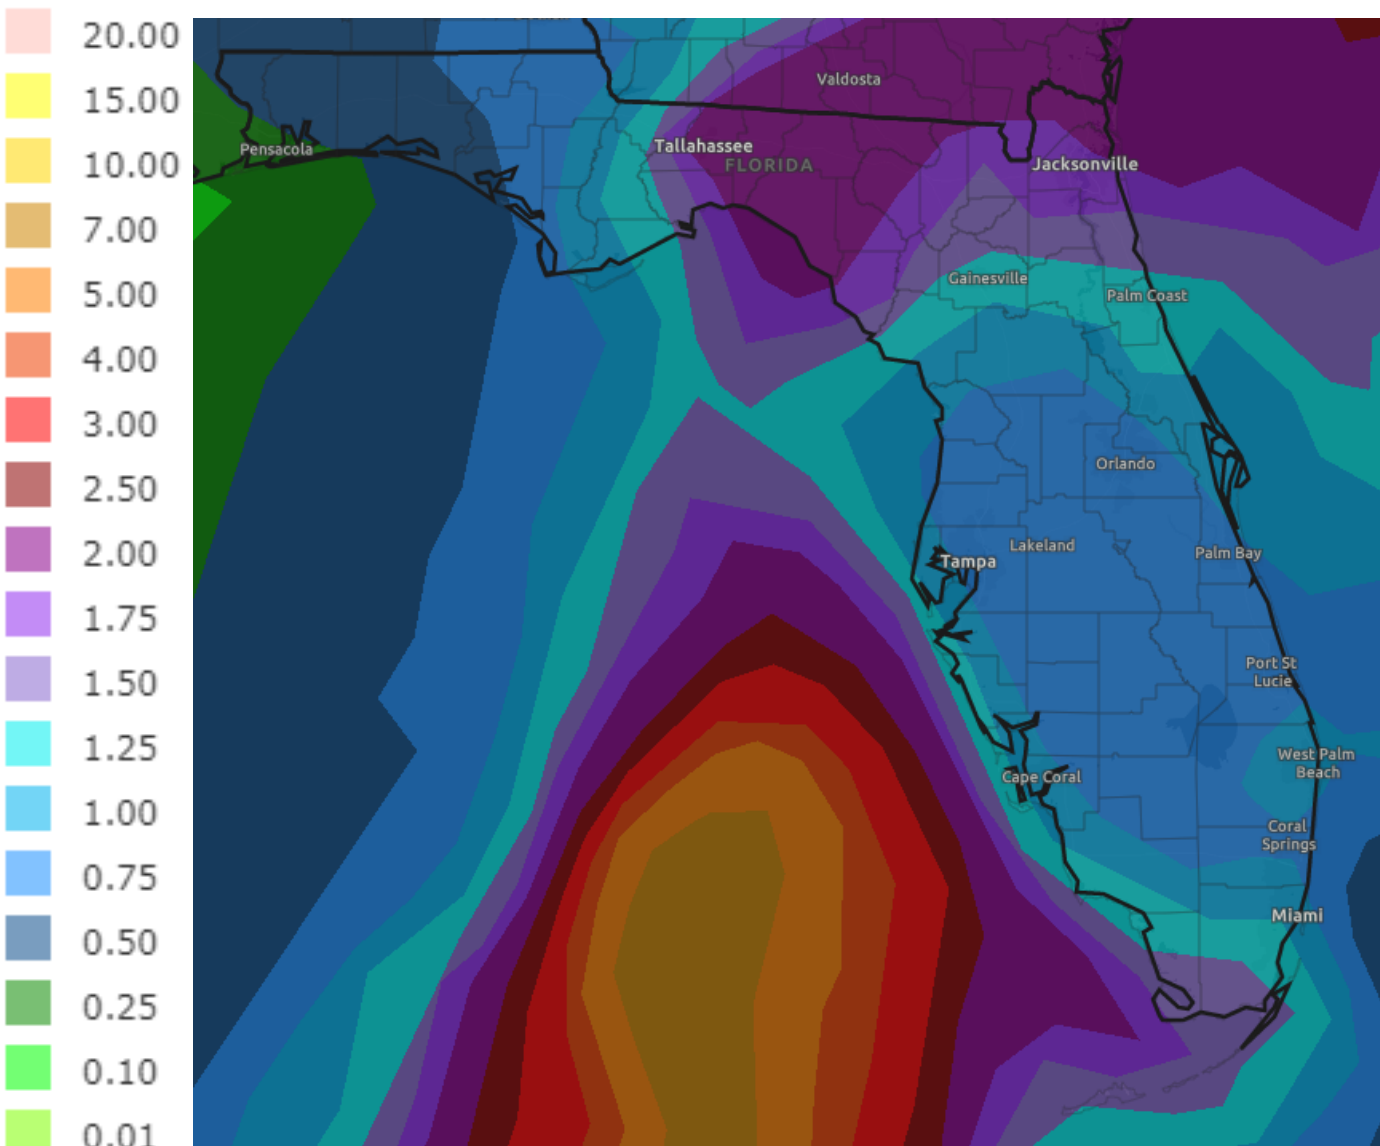 20.00
15.00
10.00
7.00
5.00
4.00
3.00
2.50
2.00
1.75
1.50
1.25
1.00
0.75
0.50
0.25
0.10
0.01
Valdosta
Tallahassee
FLORIDA
Pensacola
Jacksonville
Gainesville
Palm Coast
Orlando
Lakeland
Tampa
Palm Bay
Port St
Lucie
West Palm
Beach
Cape Coral
Coral
Springs
Miami